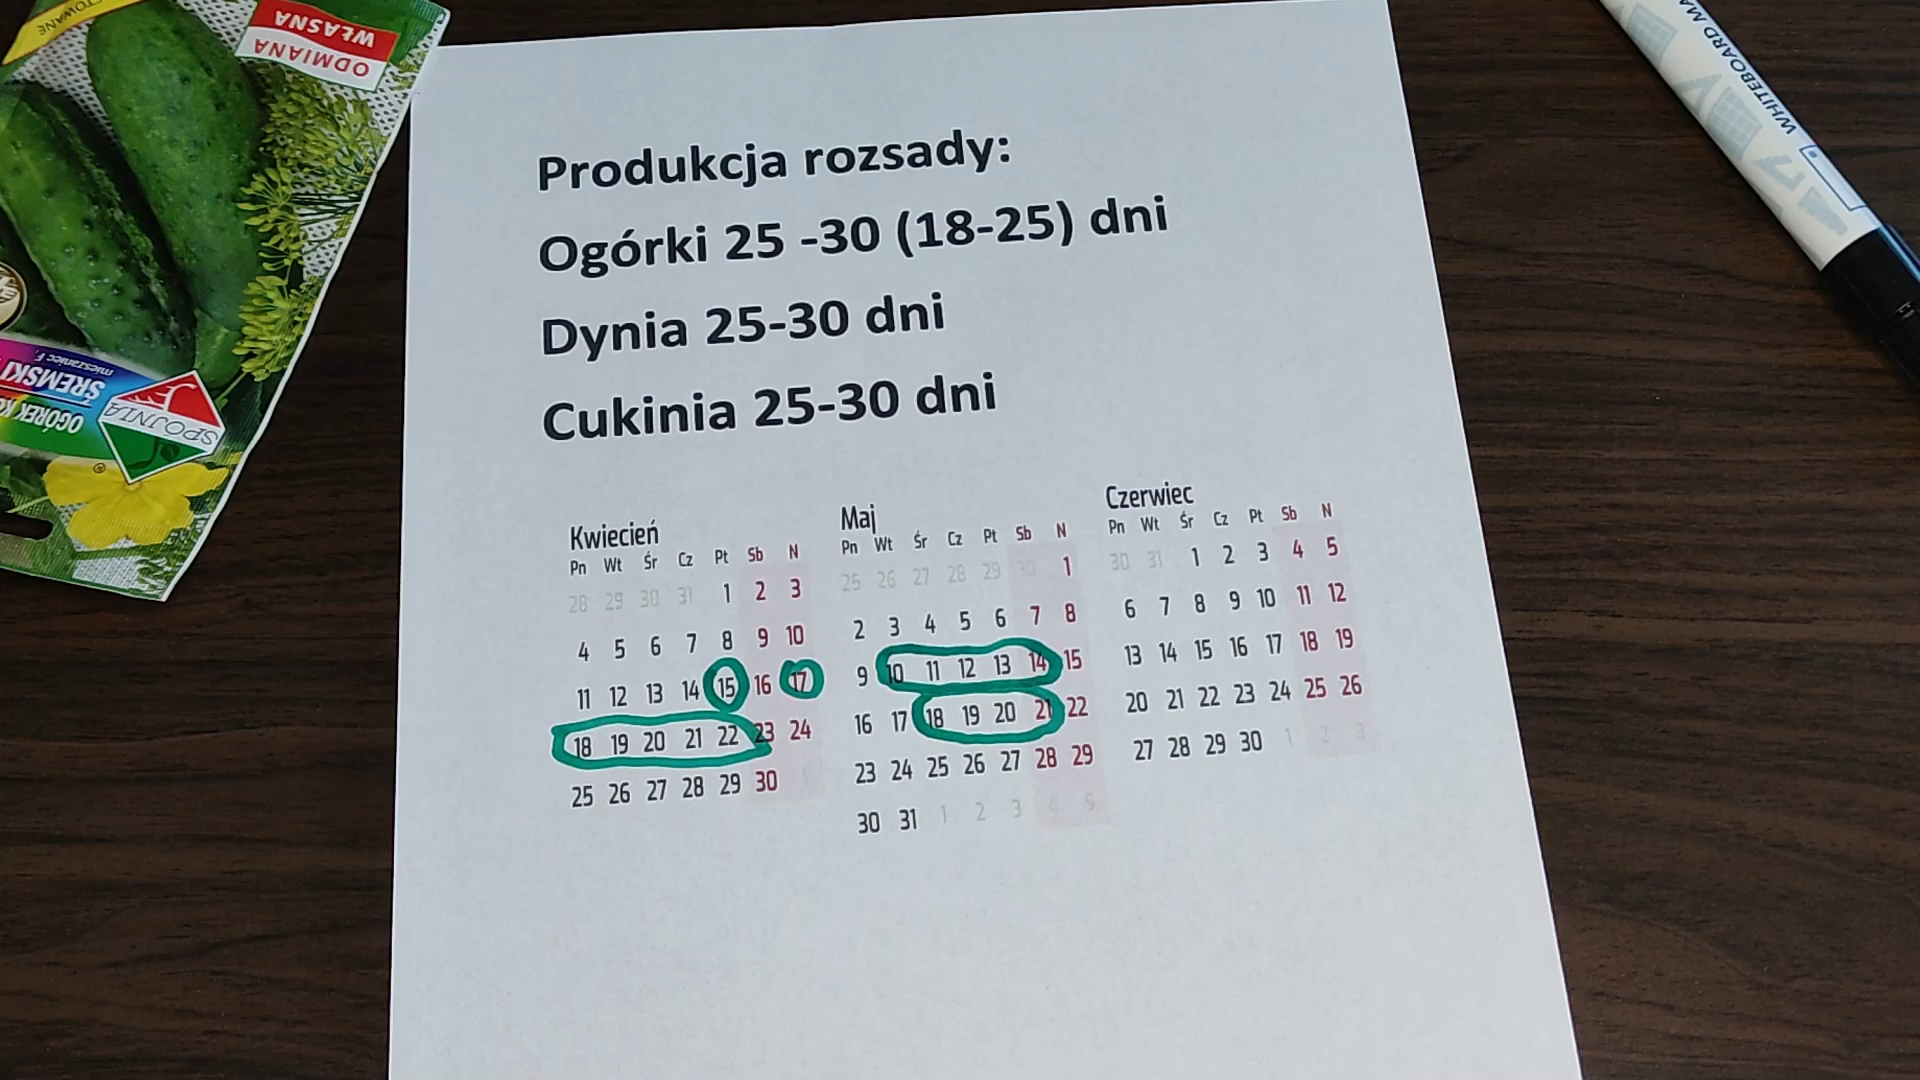 TOWANE
ODMIANA
WŁASNA
SPÓJNIA
OGÓREK KO
ŚREMSKI
mieszaniec F
WHITEBOARD MA
Produkcja rozsady:
Ogórki 25 -30 (18-25) dni
Dynia 25-30 dni
Cukinia 25-30 dni
Kwiecień
Pn Wt Śr Cz Pt Sb N
28 29 30 31 1 2 3
4 5 6 7 8 9 10
11 12 13 14 15 16 17
18 19 20 21 22 23 24
25 26 27 28 29 30 1
Maj
Pn Wt Śr Cz Pt Sb N
25 26 27 28 29 30 1
2 3 4 5 6 7 8
9 10 11 12 13 14 15
16 17 18 19 20 21 22
23 24 25 26 27 28 29
30 31 1 2 3 4 5
Czerwiec
Pn Wt Śr Cz Pt Sb N
30 31 1 2 3 4 5
6 7 8 9 10 11 12
13 14 15 16 17 18 19
20 21 22 23 24 25 26
27 28 29 30 1 2 3